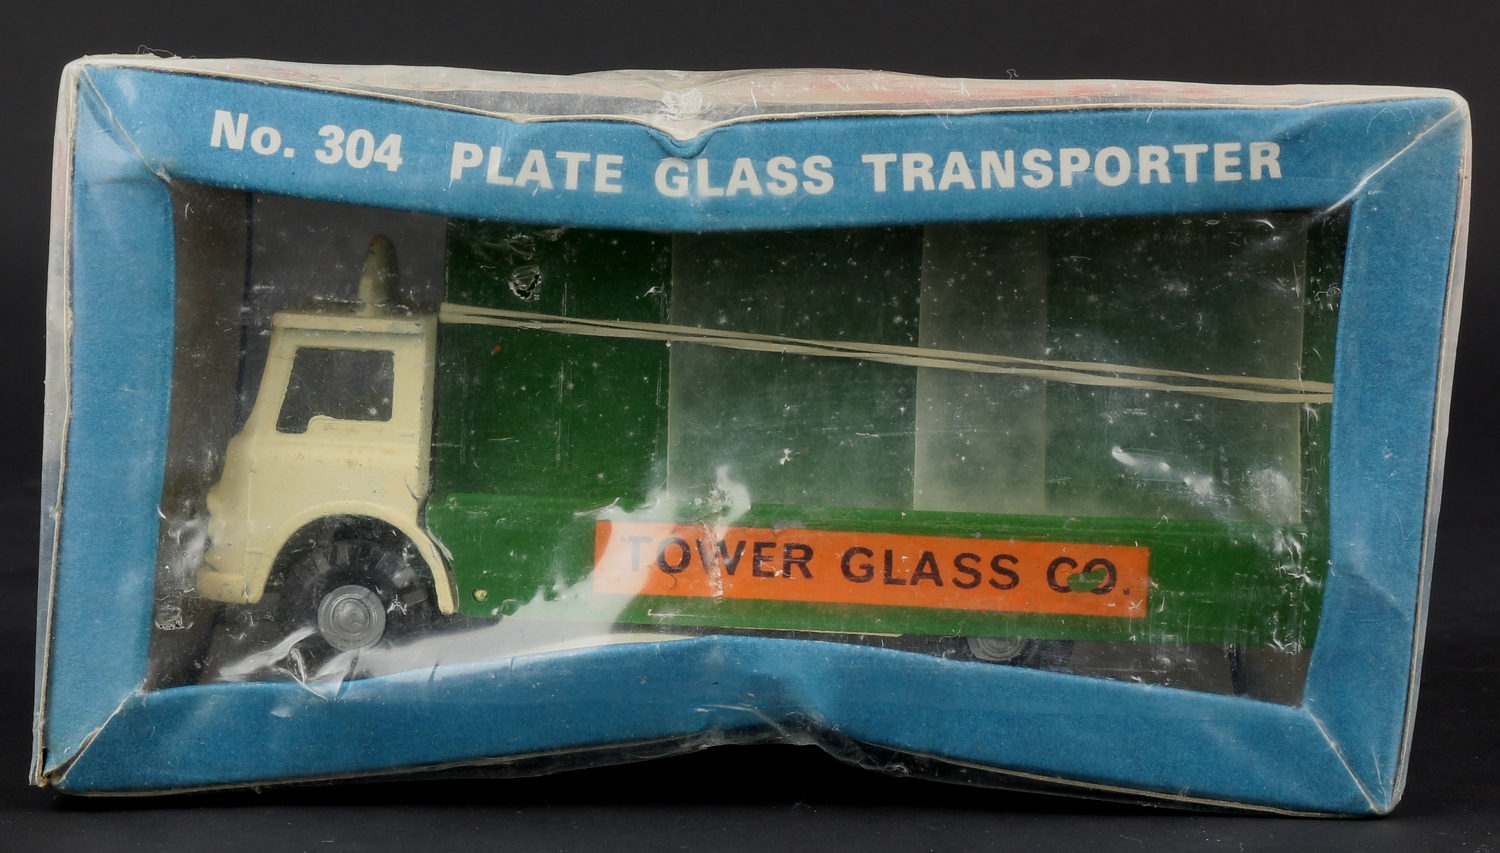 No. 304 PLATE GLASS TRANSPORTER
TOWER GLASS CO.